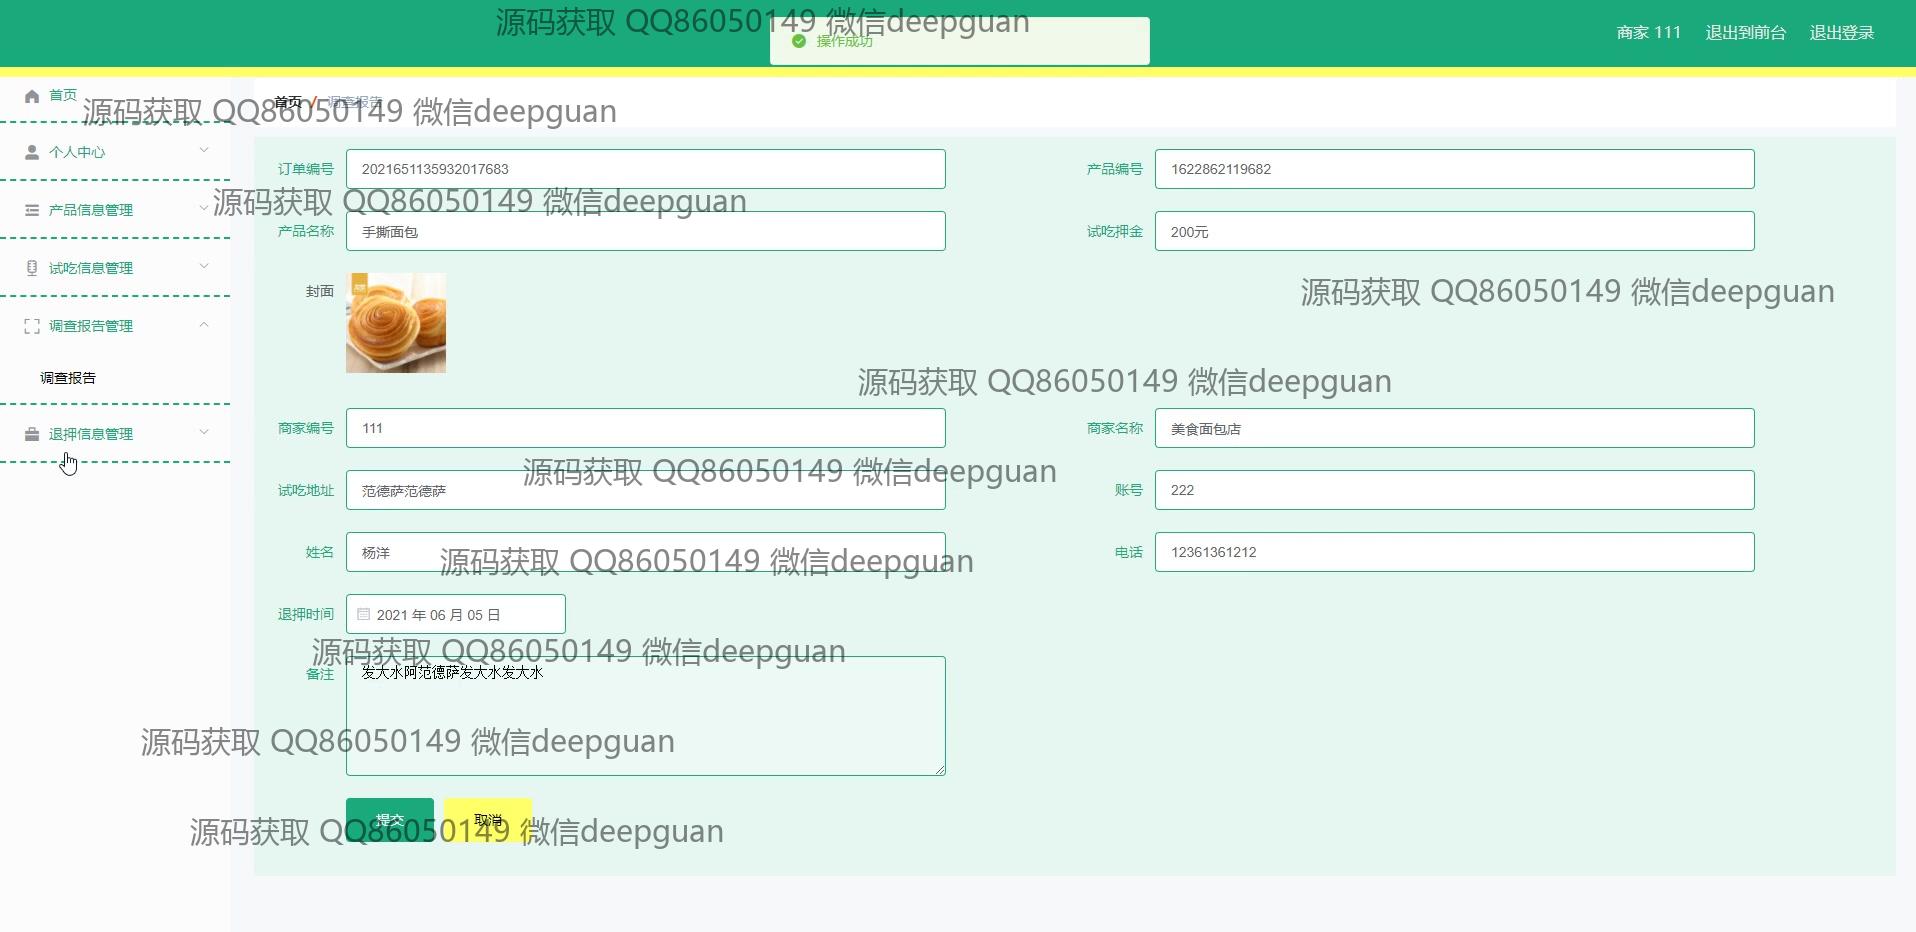 源码获取 QQ86050149 微信deepguan
操作成功
商家 111 退出到前台 退出登录
首页
首页 / 调查报告
源码获取 QQ86050149 微信deepguan
个人中心
订单编号 2021651135932017683 产品编号 1622862119682
产品信息管理
源码获取 QQ86050149 微信deepguan
产品名称 手撕面包 试吃押金 200元
试吃信息管理
封面
源码获取 QQ86050149 微信deepguan
调查报告管理
调查报告
源码获取 QQ86050149 微信deepguan
退押信息管理
商家编号 111 商家名称 美食面包店
源码获取 QQ86050149 微信deepguan
试吃地址 范德萨范德萨 账号 222
姓名 杨洋 电话 12361361212
源码获取 QQ86050149 微信deepguan
退押时间 2021 年 06 月 05 日
源码获取 QQ86050149 微信deepguan
备注 发大水阿范德萨发大水发大水
源码获取 QQ86050149 微信deepguan
提交 取消
源码获取 QQ86050149 微信deepguan